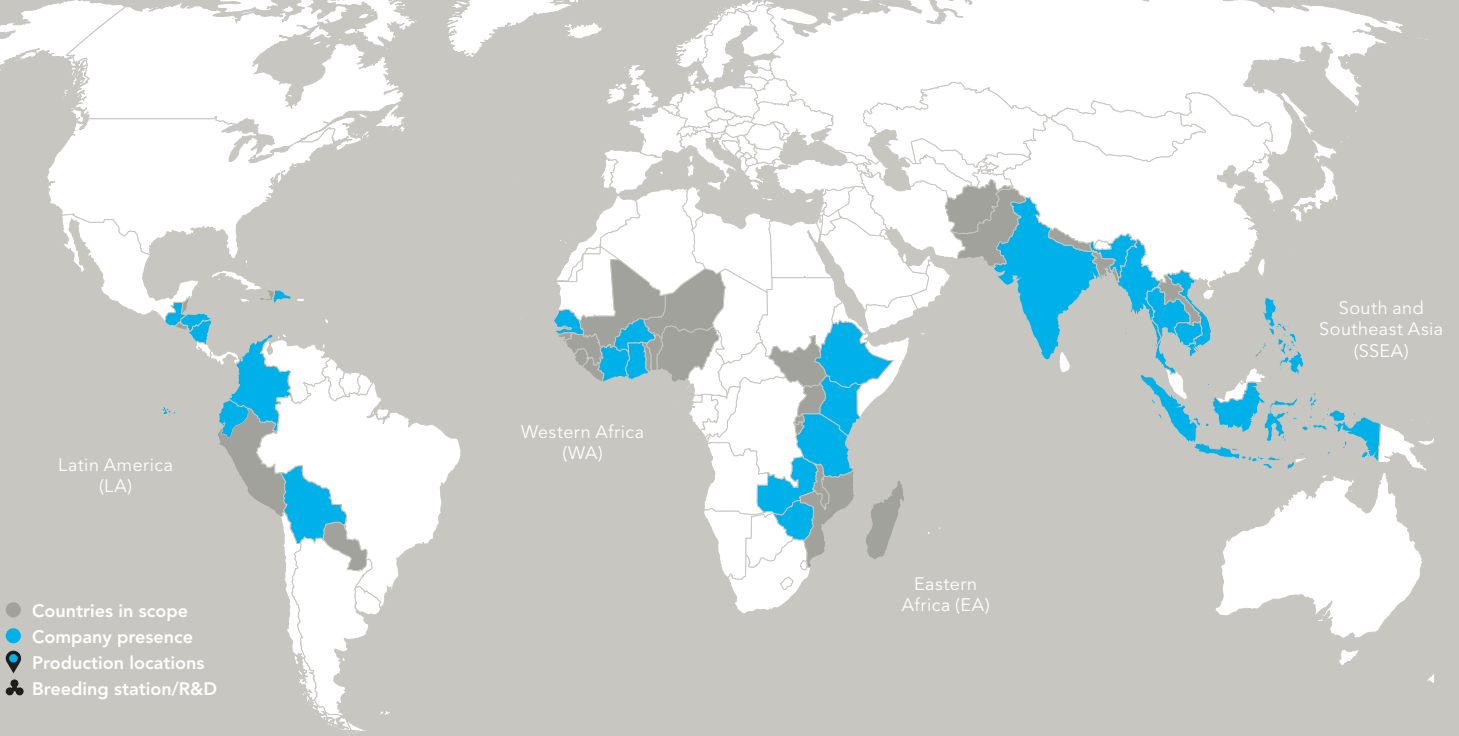 South and
Southeast Asia
(SSEA)
Western Africa
(WA)
Latin America
(LA)
Eastern
Africa (EA)
Countries in scope
Company presence
Production locations
Breeding station/R&D